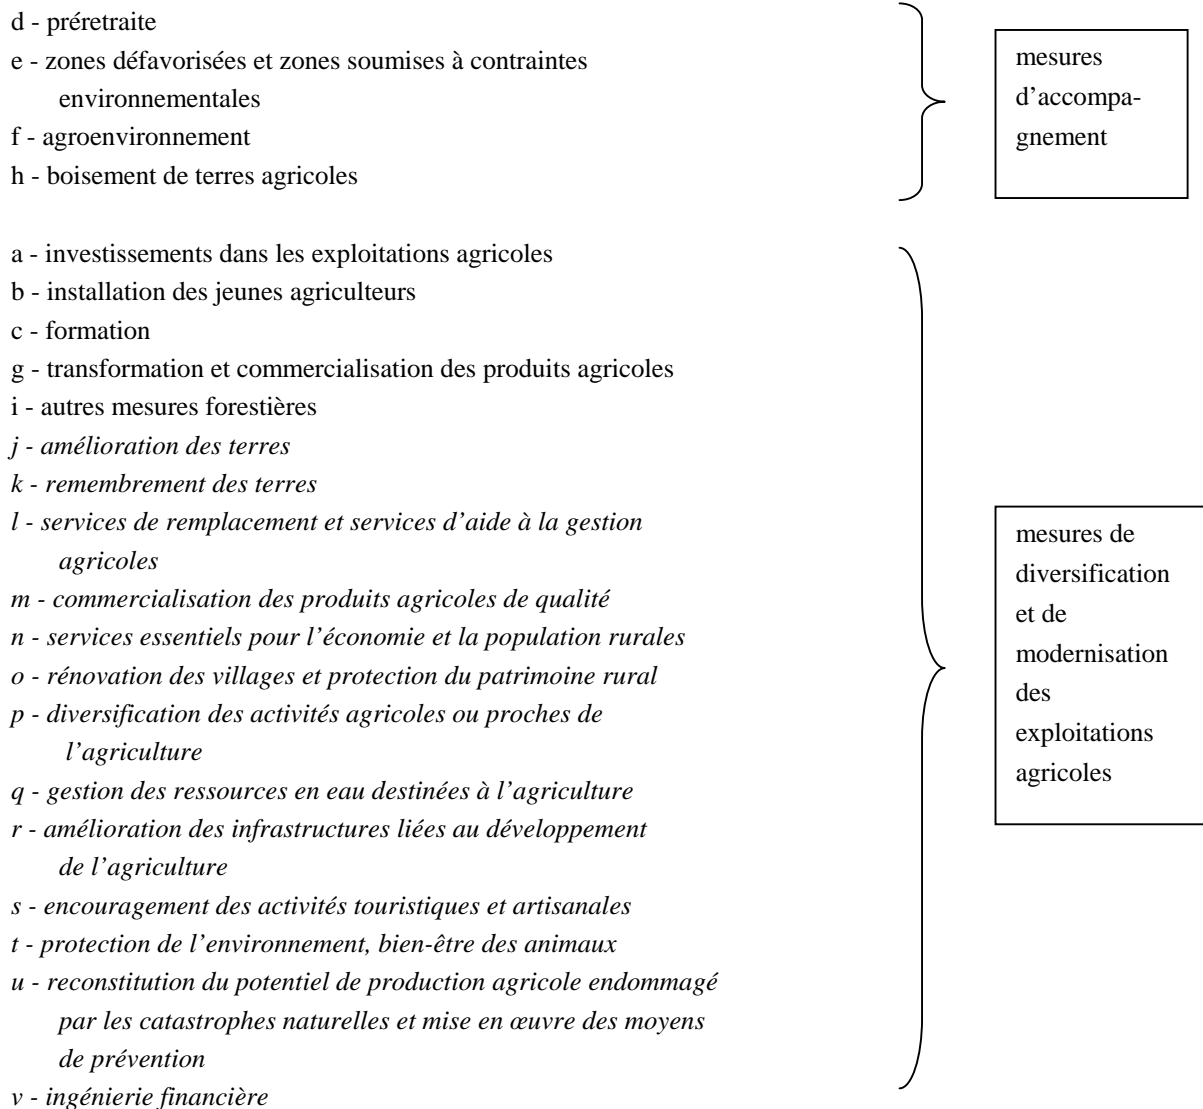 d - préretraite
e - zones défavorisées et zones soumises à contraintes
environnementales
f - agroenvironnement
h - boisement de terres agricoles
mesures
d’accompa-
gnement
a - investissements dans les exploitations agricoles
b - installation des jeunes agriculteurs
c - formation
g - transformation et commercialisation des produits agricoles
i - autres mesures forestières
j - amélioration des terres
k - remembrement des terres
l - services de remplacement et services d’aide à la gestion
agricoles
m - commercialisation des produits agricoles de qualité
n - services essentiels pour l’économie et la population rurales
o - rénovation des villages et protection du patrimoine rural
p - diversification des activités agricoles ou proches de
l’agriculture
q - gestion des ressources en eau destinées à l’agriculture
r - amélioration des infrastructures liées au développement
de l’agriculture
s - encouragement des activités touristiques et artisanales
t - protection de l’environnement, bien-être des animaux
u - reconstitution du potentiel de production agricole endommagé
par les catastrophes naturelles et mise en œuvre des moyens
de prévention
v - ingénierie financière
mesures de
diversification
et de
modernisation
des
exploitations
agricoles